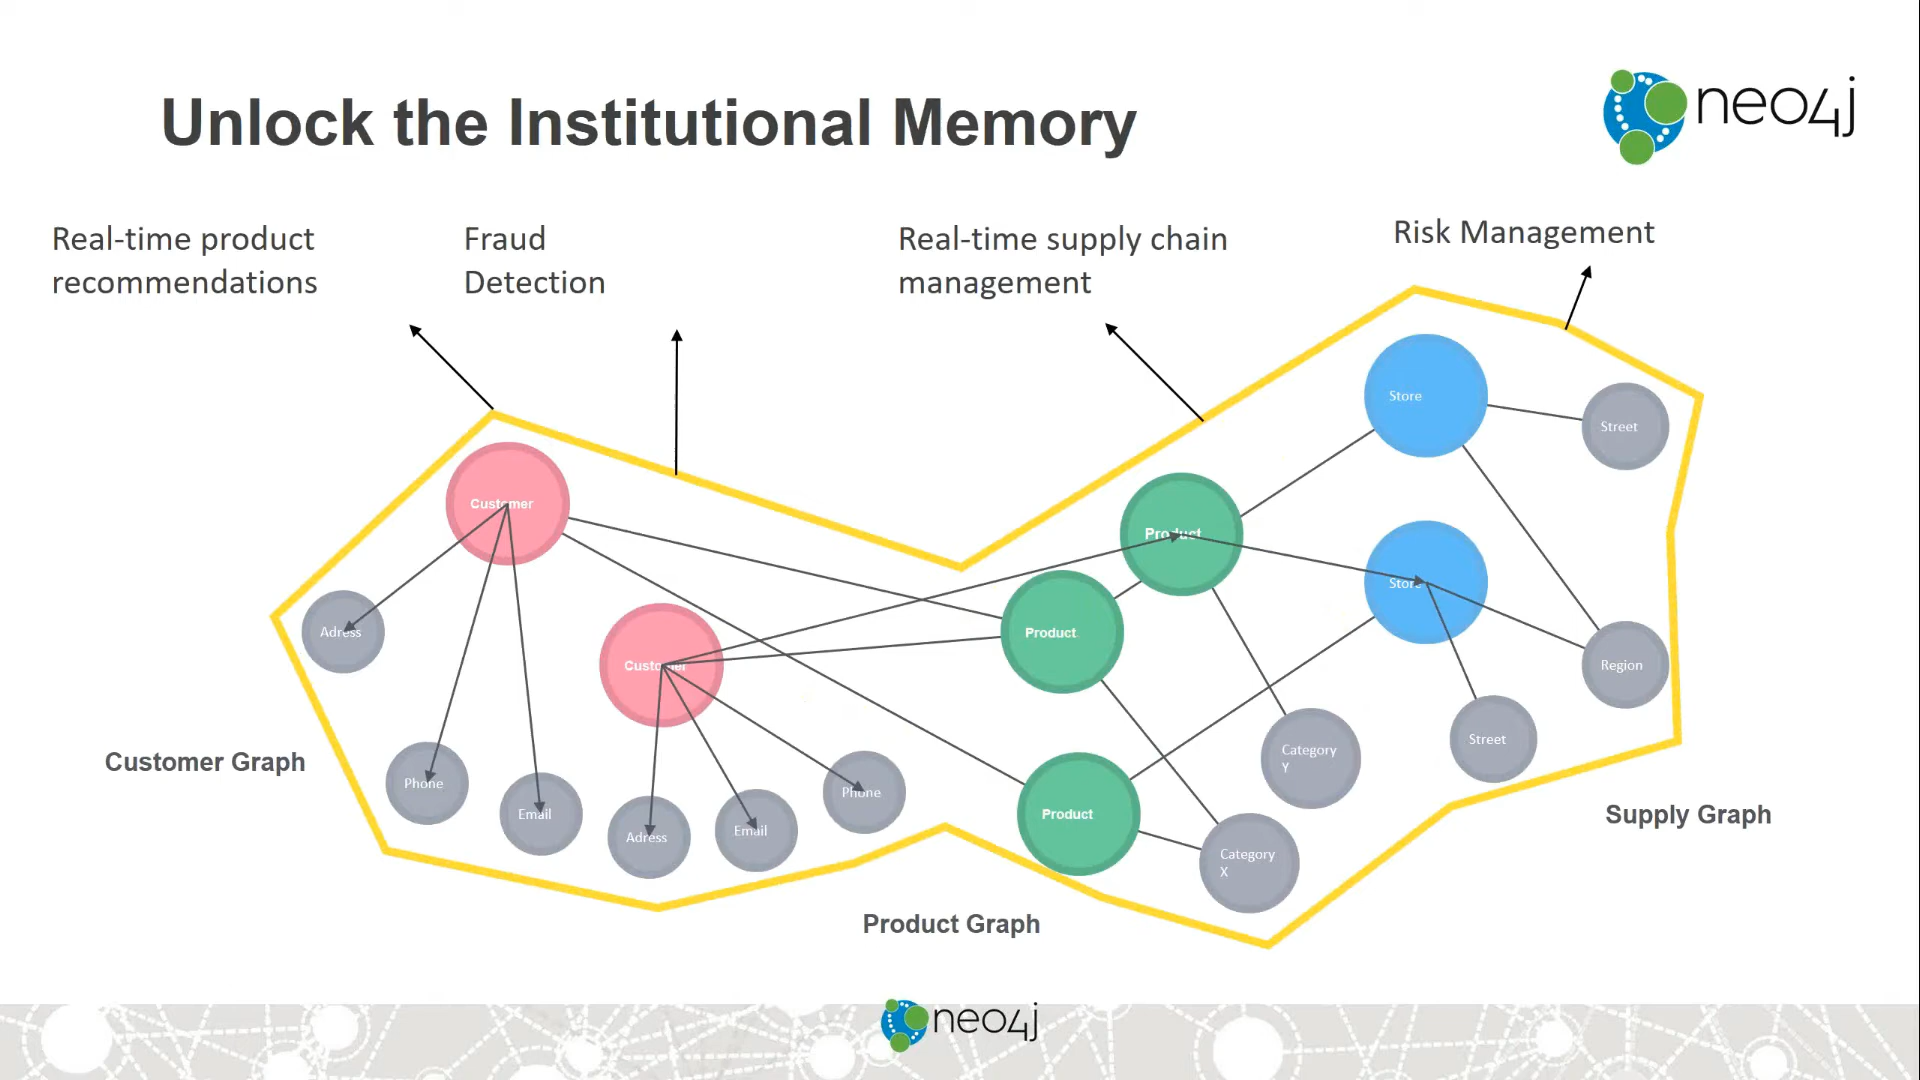 Unlock the Institutional Memory
neo4j
Real-time product
recommendations
Fraud
Detection
Real-time supply chain
management
Risk Management
Store
Street
Customer
Product
Store
Adress
Product
Customer
Region
Street
Category
Y
Customer Graph
Phone
Email
Adress
Email
Phone
Product
Category
X
Supply Graph
Product Graph
neo4j